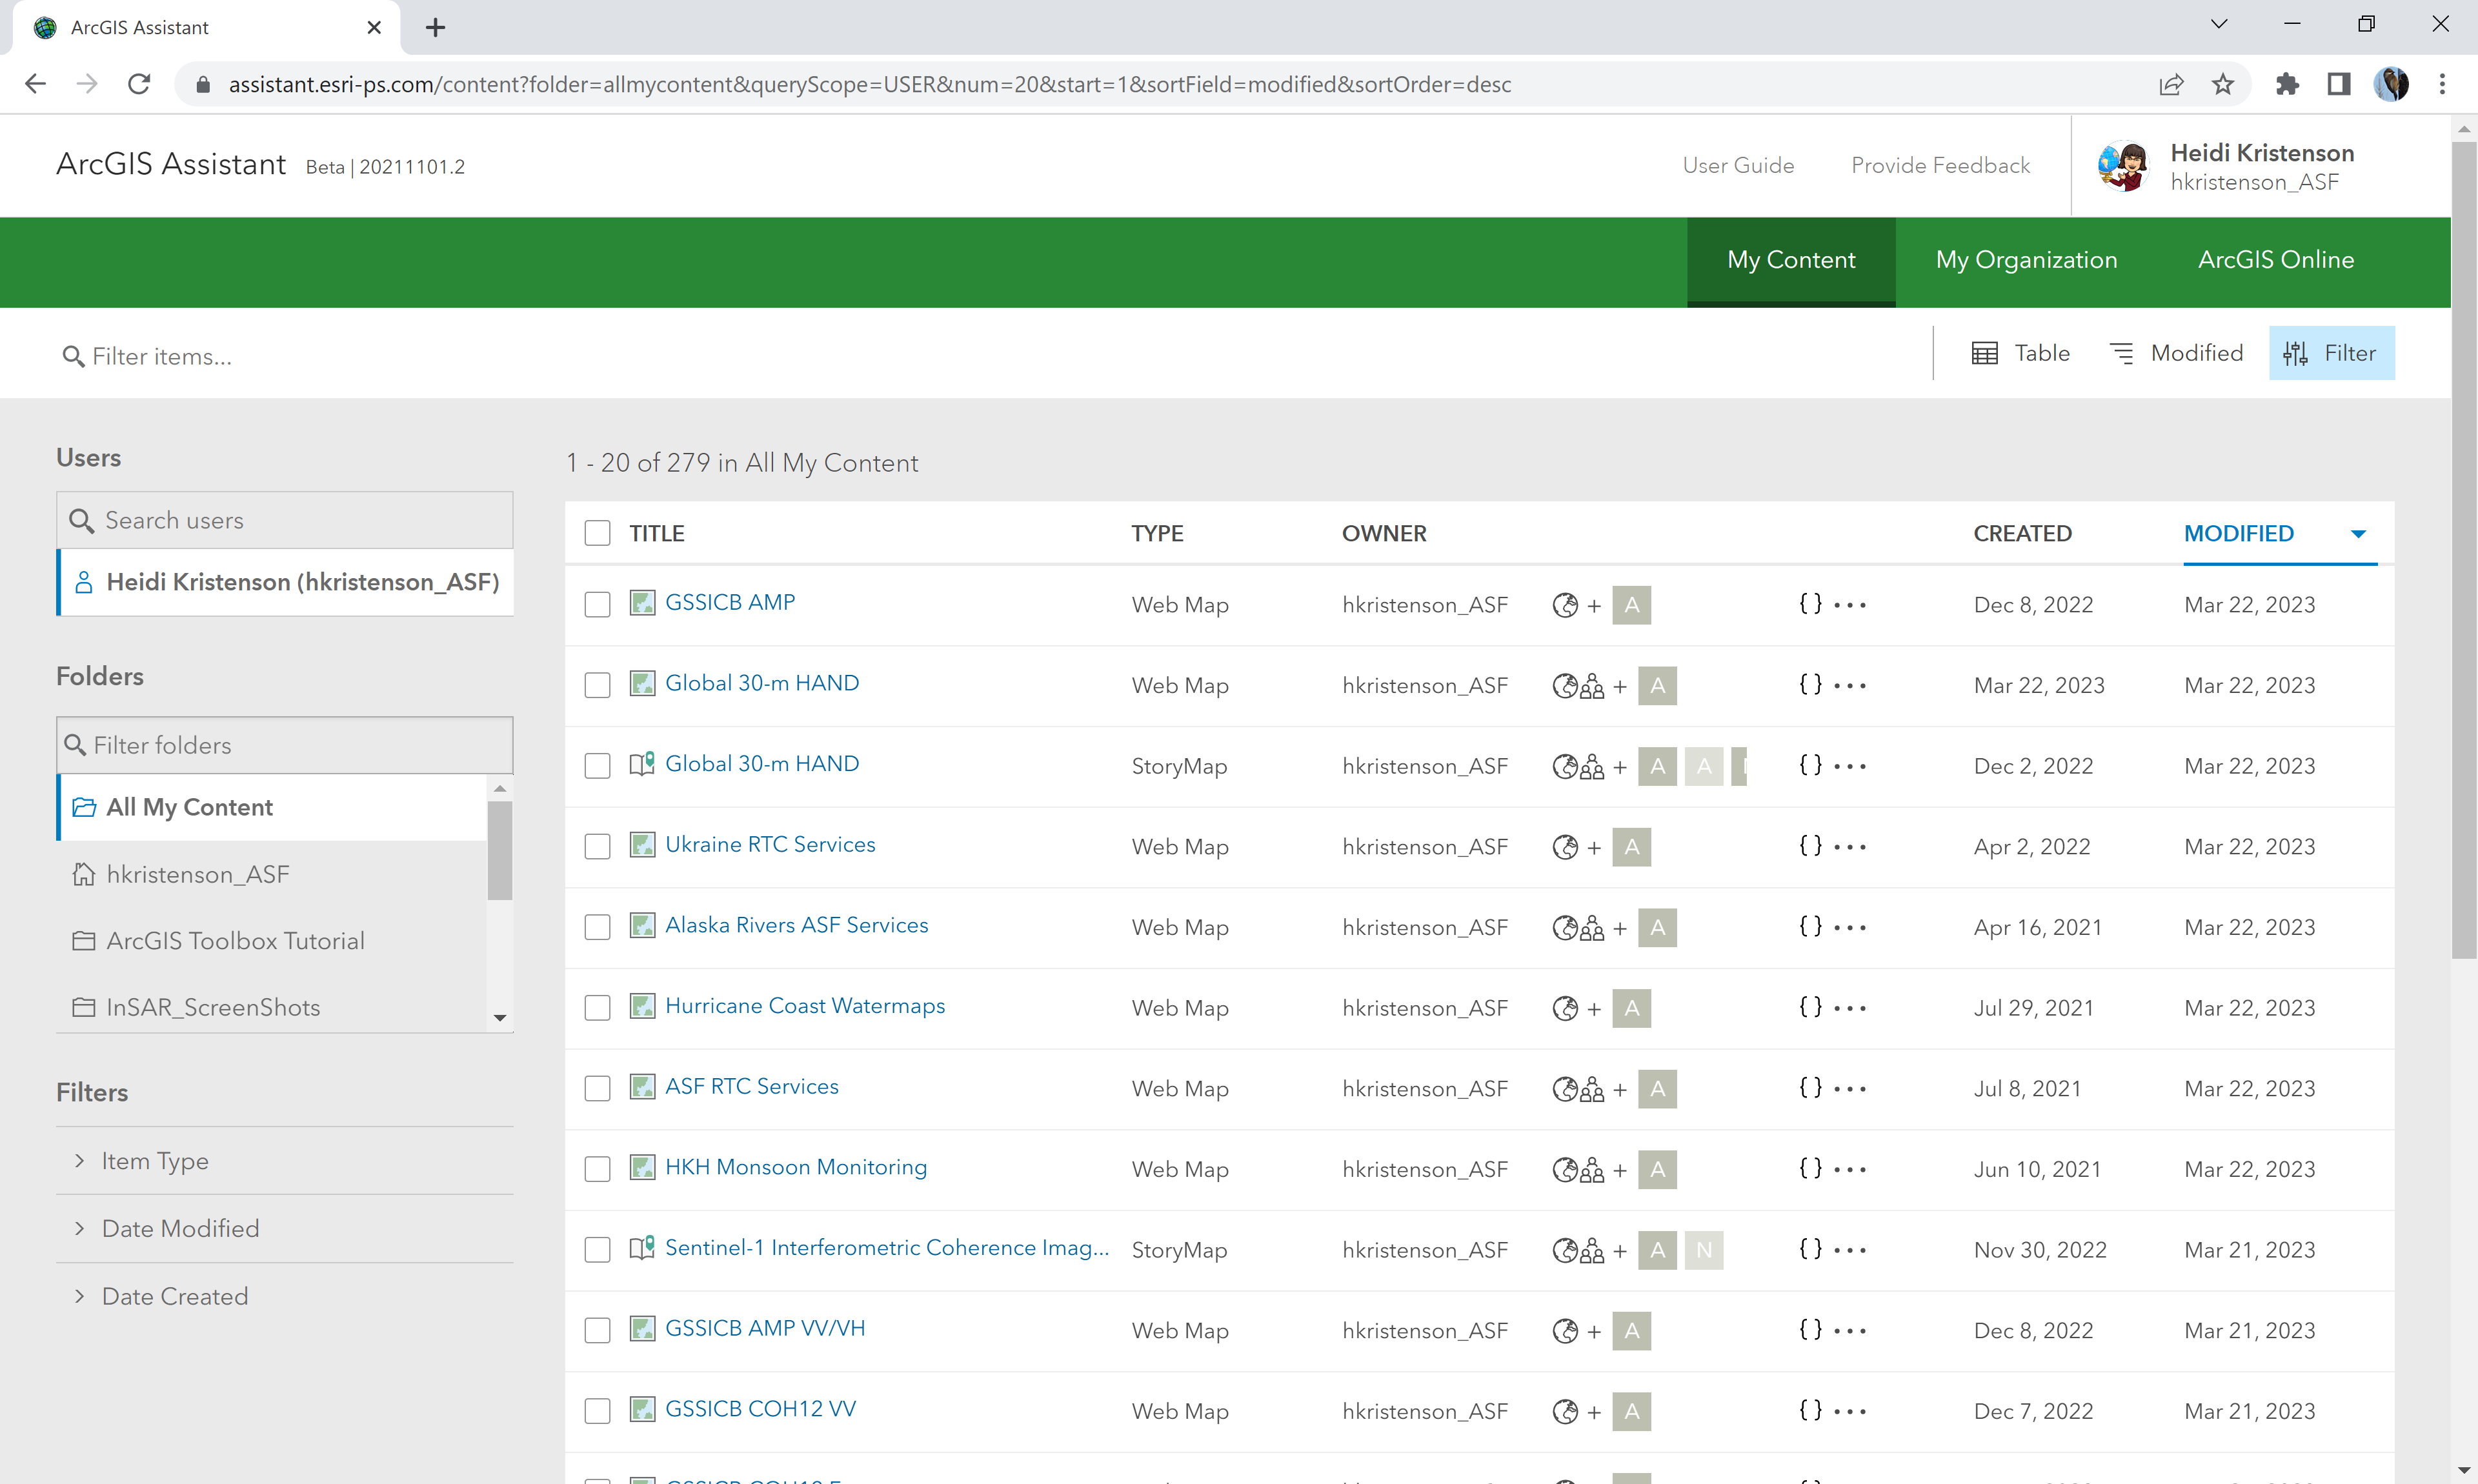 ArcGIS Assistant
assistant.esri-ps.com/content?folder=allmycontent&queryScope=USER&num=20&start=1&sortField=modified&sortOrder=desc
ArcGIS Assistant Beta | 20211101.2 User Guide Provide Feedback Heidi Kristenson
hkristenson_ASF
My Content My Organization ArcGIS Online
Filter items... Table Modified Filter
Users
Search users
Heidi Kristenson (hkristenson_ASF)
Folders
Filter folders
All My Content
hkristenson_ASF
ArcGIS Toolbox Tutorial
InSAR_ScreenShots
Filters
Item Type
Date Modified
Date Created
1 - 20 of 279 in All My Content
TITLE TYPE OWNER CREATED MODIFIED
GSSICB AMP Web Map hkristenson_ASF + A {} ... Dec 8, 2022 Mar 22, 2023
Global 30-m HAND Web Map hkristenson_ASF + A {} ... Mar 22, 2023 Mar 22, 2023
Global 30-m HAND StoryMap hkristenson_ASF + A A {} ... Dec 2, 2022 Mar 22, 2023
Ukraine RTC Services Web Map hkristenson_ASF + A {} ... Apr 2, 2022 Mar 22, 2023
Alaska Rivers ASF Services Web Map hkristenson_ASF + A {} ... Apr 16, 2021 Mar 22, 2023
Hurricane Coast Watermaps Web Map hkristenson_ASF + A {} ... Jul 29, 2021 Mar 22, 2023
ASF RTC Services Web Map hkristenson_ASF + A {} ... Jul 8, 2021 Mar 22, 2023
HKH Monsoon Monitoring Web Map hkristenson_ASF + A {} ... Jun 10, 2021 Mar 22, 2023
Sentinel-1 Interferometric Coherence Imag... StoryMap hkristenson_ASF + A N {} ... Nov 30, 2022 Mar 21, 2023
GSSICB AMP VV/VH Web Map hkristenson_ASF + A {} ... Dec 8, 2022 Mar 21, 2023
GSSICB COH12 VV Web Map hkristenson_ASF + A {} ... Dec 7, 2022 Mar 21, 2023